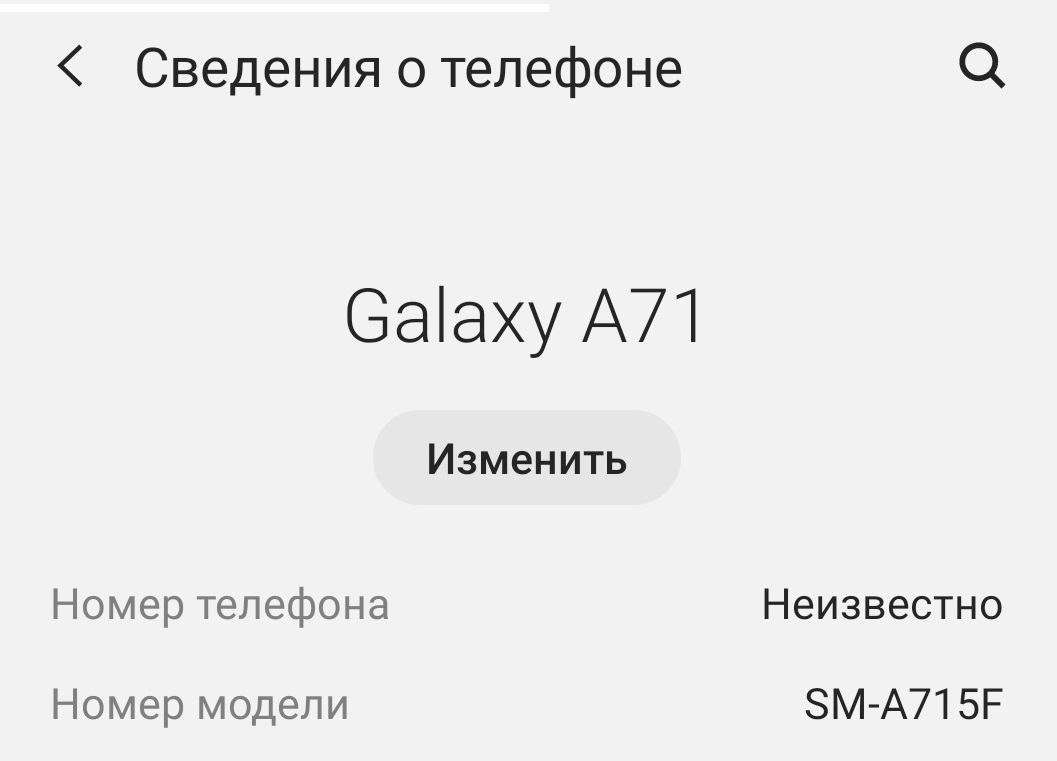 Сведения о телефоне
Galaxy A71
Изменить
Номер телефона Неизвестно
Номер модели SM-A715F